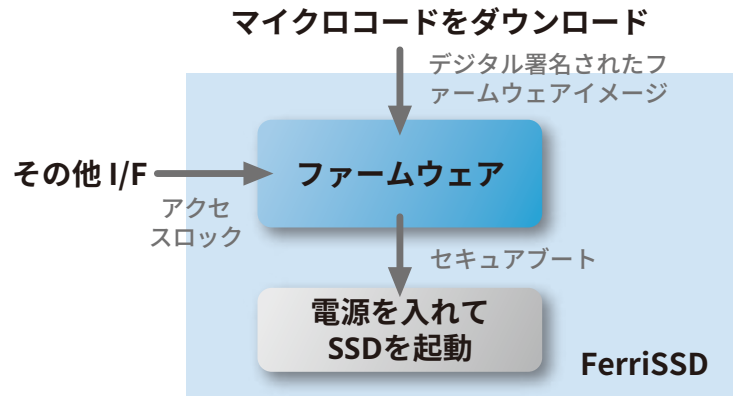 マイクロコードをダウンロード
デジタル署名されたフ
ァームウェアイメージ
その他 I/F
ファームウェア
アクセ
スロック
セキュアブート
電源を入れて
SSDを起動
FerriSSD